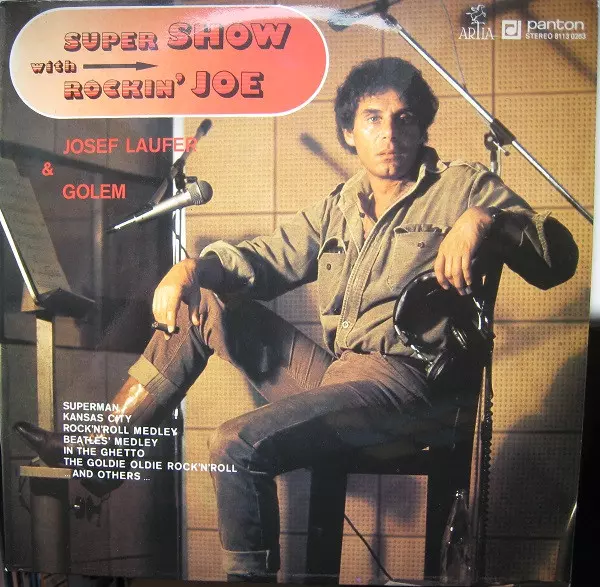 SUPER SHOW
with
ROCKIN' JOE
ARTIA
panton
STEREO 8113 0263
JOSEF LAUFER
&
GOLEM
SUPERMAN
KANSAS CITY
ROCK'N'ROLL MEDLEY
BEATLES' MEDLEY
IN THE GHETTO
THE GOLDIE OLDIE ROCK'N'ROLL
... AND OTHERS ...